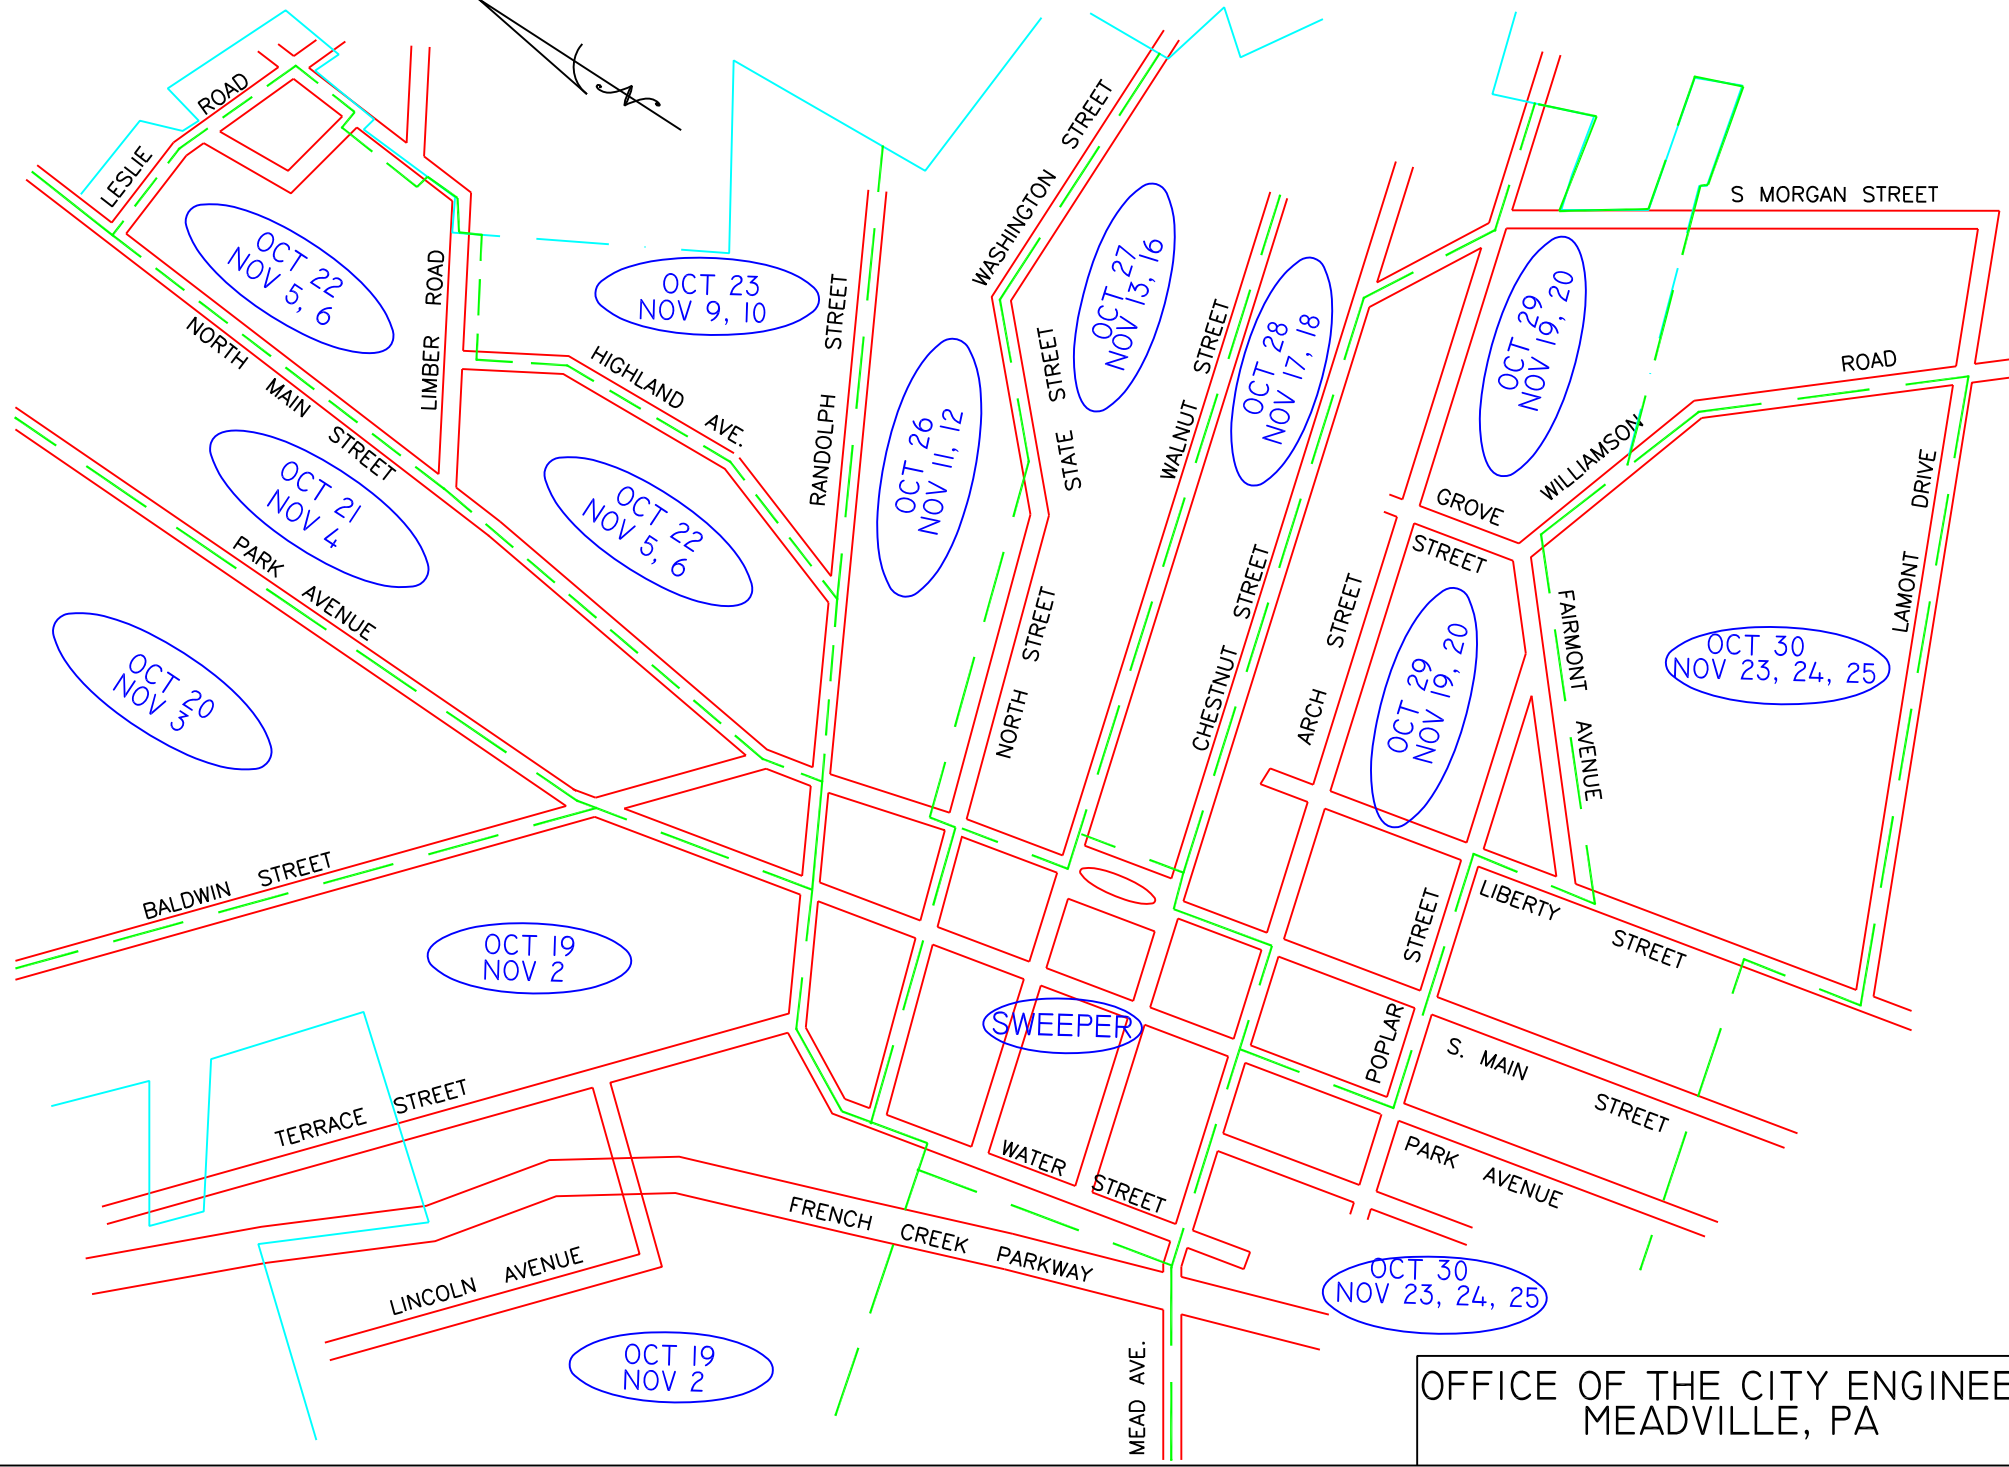 LESLIE ROAD
OCT 22
NOV 5, 6
NORTH MAIN STREET
LIMBER ROAD
OCT 23
NOV 9, 10
HIGHLAND AVE.
RANDOLPH STREET
WASHINGTON STREET
STATE STREET
OCT 27
NOV 13, 16
OCT 26
NOV 11, 12
WALNUT STREET
OCT 28
NOV 17, 18
S MORGAN STREET
OCT 29
NOV 19, 20
WILLIAMSON ROAD
GROVE STREET
LAMONT DRIVE
OCT 21
NOV 4
OCT 22
NOV 5, 6
PARK AVENUE
OCT 20
NOV 3
NORTH STREET
CHESTNUT STREET
ARCH STREET
OCT 29
NOV 19, 20
FAIRMONT AVENUE
OCT 30
NOV 23, 24, 25
BALDWIN STREET
OCT 19
NOV 2
SWEEPER
POPLAR STREET
LIBERTY STREET
S. MAIN STREET
TERRACE STREET
WATER STREET
PARK AVENUE
FRENCH CREEK PARKWAY
LINCOLN AVENUE
OCT 19
NOV 2
OCT 30
NOV 23, 24, 25
MEAD AVE.
OFFICE OF THE CITY ENGINEE
MEADVILLE, PA
N